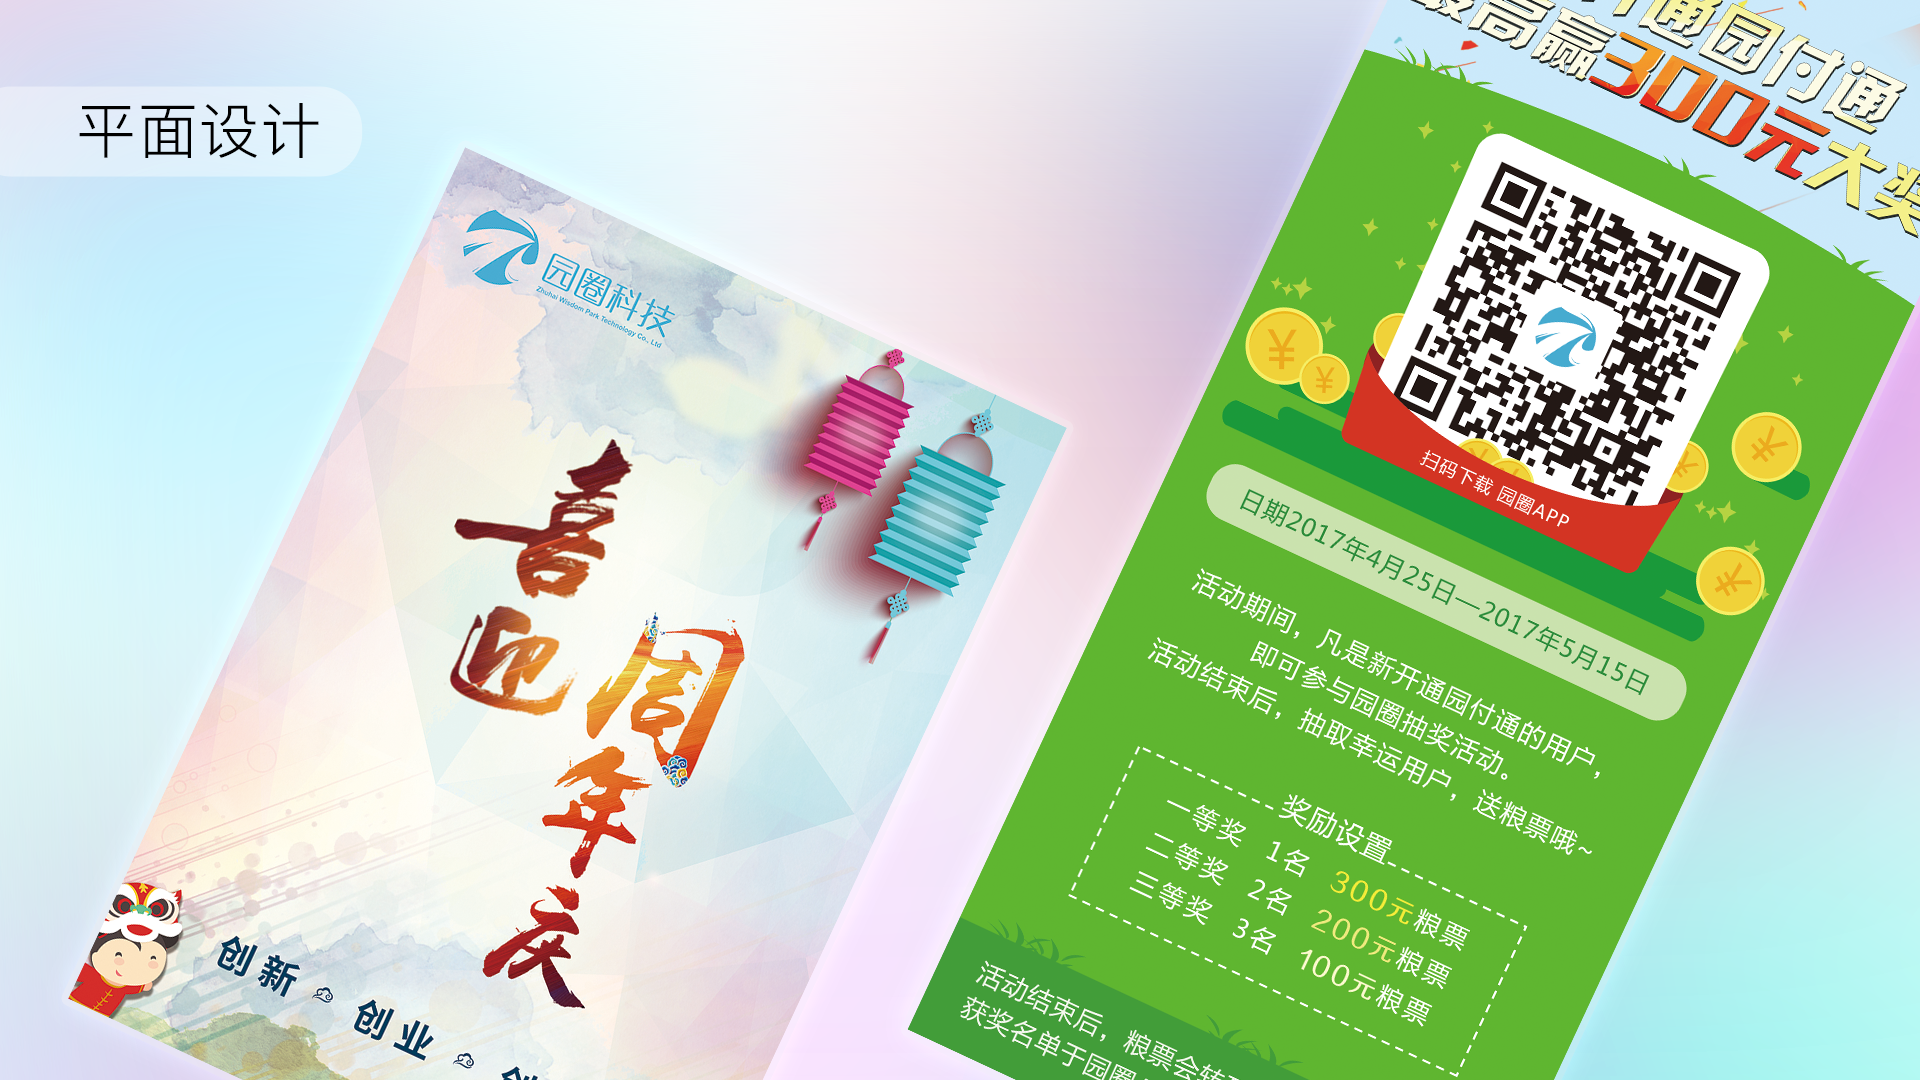 平面设计
园圈科技
Zhuhai Wisdom Park Technology Co., Ltd
喜迎
周年庆
创新
创业
开通园付通
最高赢300元大奖
扫码下载 园圈APP
日期2017年4月25日—2017年5月15日
活动期间，凡是新开通园付通的用户，
即可参与园圈抽奖活动。
活动结束后，抽取幸运用户，送粮票哦~
奖励设置
一等奖 1名 300元粮票
二等奖 2名 200元粮票
三等奖 3名 100元粮票
活动结束后，粮票会转
获奖名单于园圈